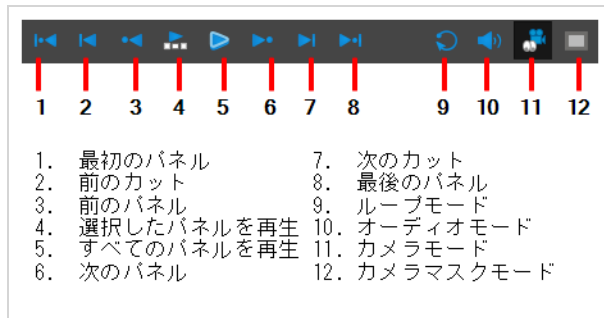 1 2 3 4 5 6 7 8 9 10 11 12
1. 最初のパネル
2. 前のカット
3. 前のパネル
4. 選択したパネルを再生
5. すべてのパネルを再生
6. 次のパネル
7. 次のカット
8. 最後のパネル
9. ループモード
10. オーディオモード
11. カメラモード
12. カメラマスクモード